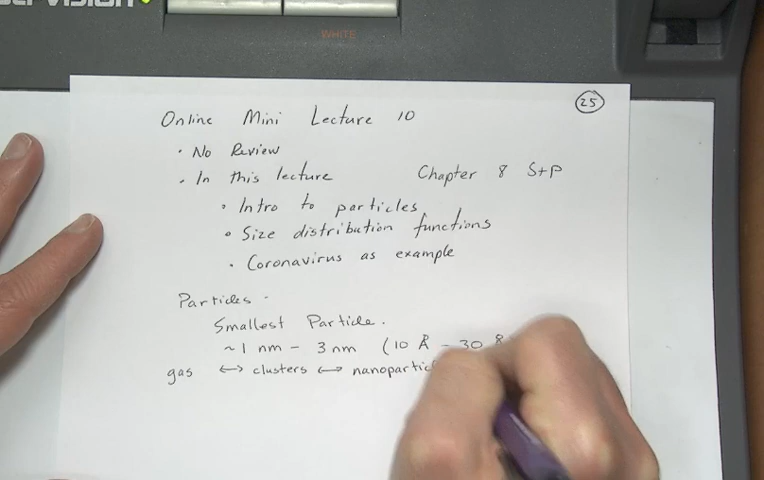 WHITE
25
Online Mini Lecture 10
· No Review
· In this lecture Chapter 8 S+P
· Intro to particles
• Size distribution functions
· Coronavirus as example
Particles -
Smallest Particle.
~1 nm - 3 nm (10 Å - 30 Å
gas ↔ clusters ↔